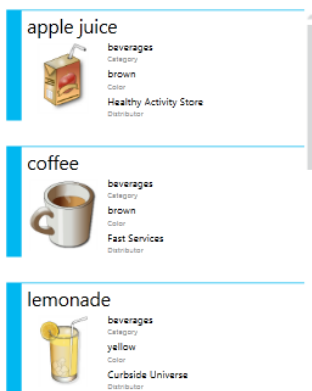 apple juice
beverages
Category
brown
Color
Healthy Activity Store
Distributor
coffee
beverages
Category
brown
Color
Fast Services
Distributor
lemonade
beverages
Category
yellow
Color
Curbside Universe
Distributor